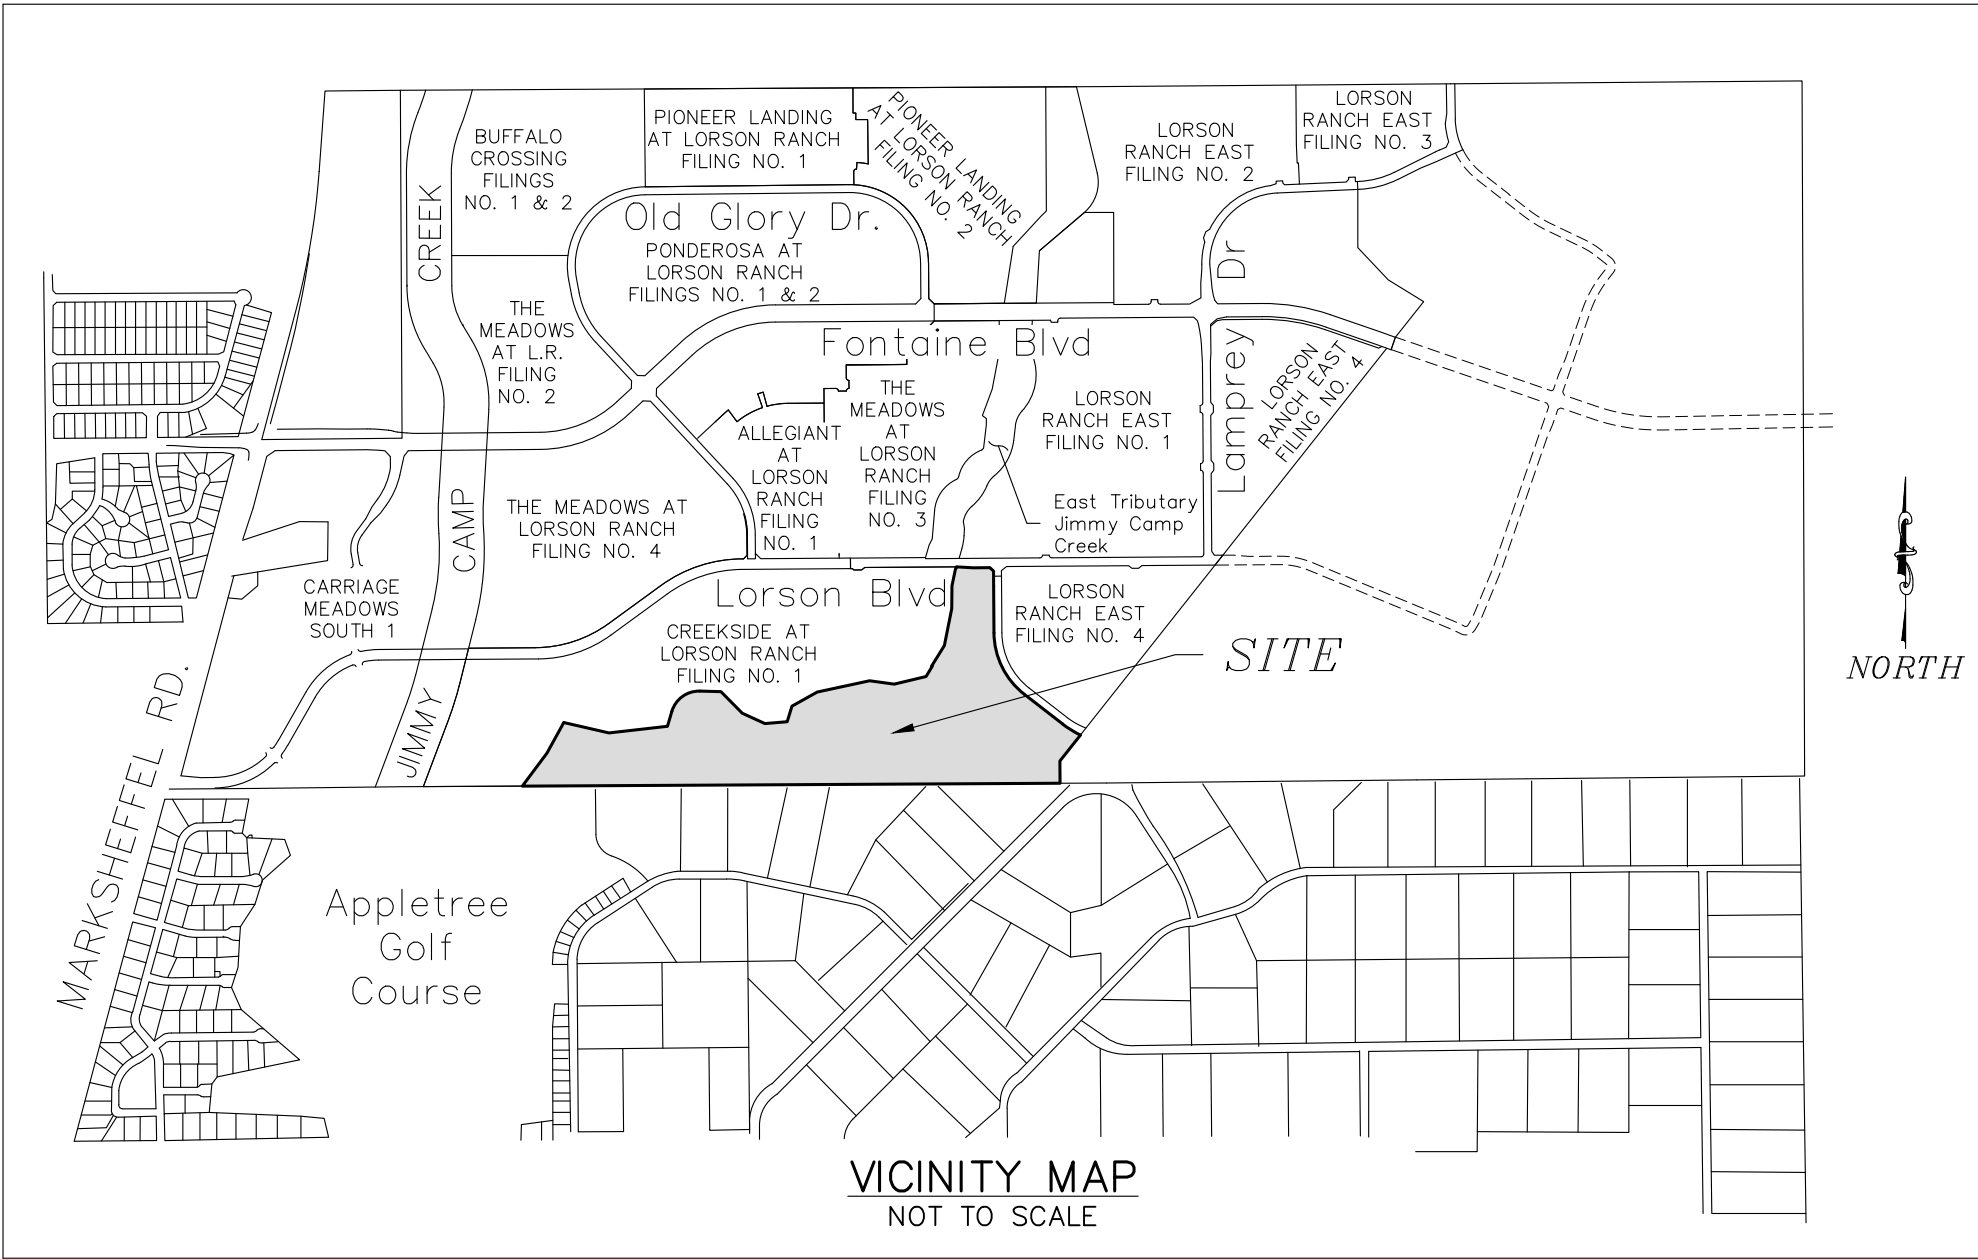 LORSON
RANCH EAST
FILING NO. 3
PIONEER LANDING
AT LORSON RANCH
FILING NO. 1
PIONEER LANDING
AT LORSON RANCH
FILING NO. 2
LORSON
RANCH EAST
FILING NO. 2
BUFFALO
CROSSING
FILINGS
NO. 1 & 2
CREEK
Old Glory Dr.
PONDEROSA AT
LORSON RANCH
FILINGS NO. 1 & 2
Lamprey Dr
THE
MEADOWS
AT L.R.
FILING
NO. 2
Fontaine Blvd
LORSON
RANCH EAST
FILING NO. 4
THE
MEADOWS
AT
LORSON
RANCH
FILING
NO. 3
LORSON
RANCH EAST
FILING NO. 1
ALLEGIANT
AT
LORSON
RANCH
FILING
NO. 1
CAMP
THE MEADOWS AT
LORSON RANCH
FILING NO. 4
East Tributary
Jimmy Camp
Creek
CARRIAGE
MEADOWS
SOUTH 1
Lorson Blvd
LORSON
RANCH EAST
FILING NO. 4
CREEKSIDE AT
LORSON RANCH
FILING NO. 1
SITE
NORTH
JIMMY
MARKSHEFFEL RD.
Appletree
Golf
Course
VICINITY MAP
NOT TO SCALE